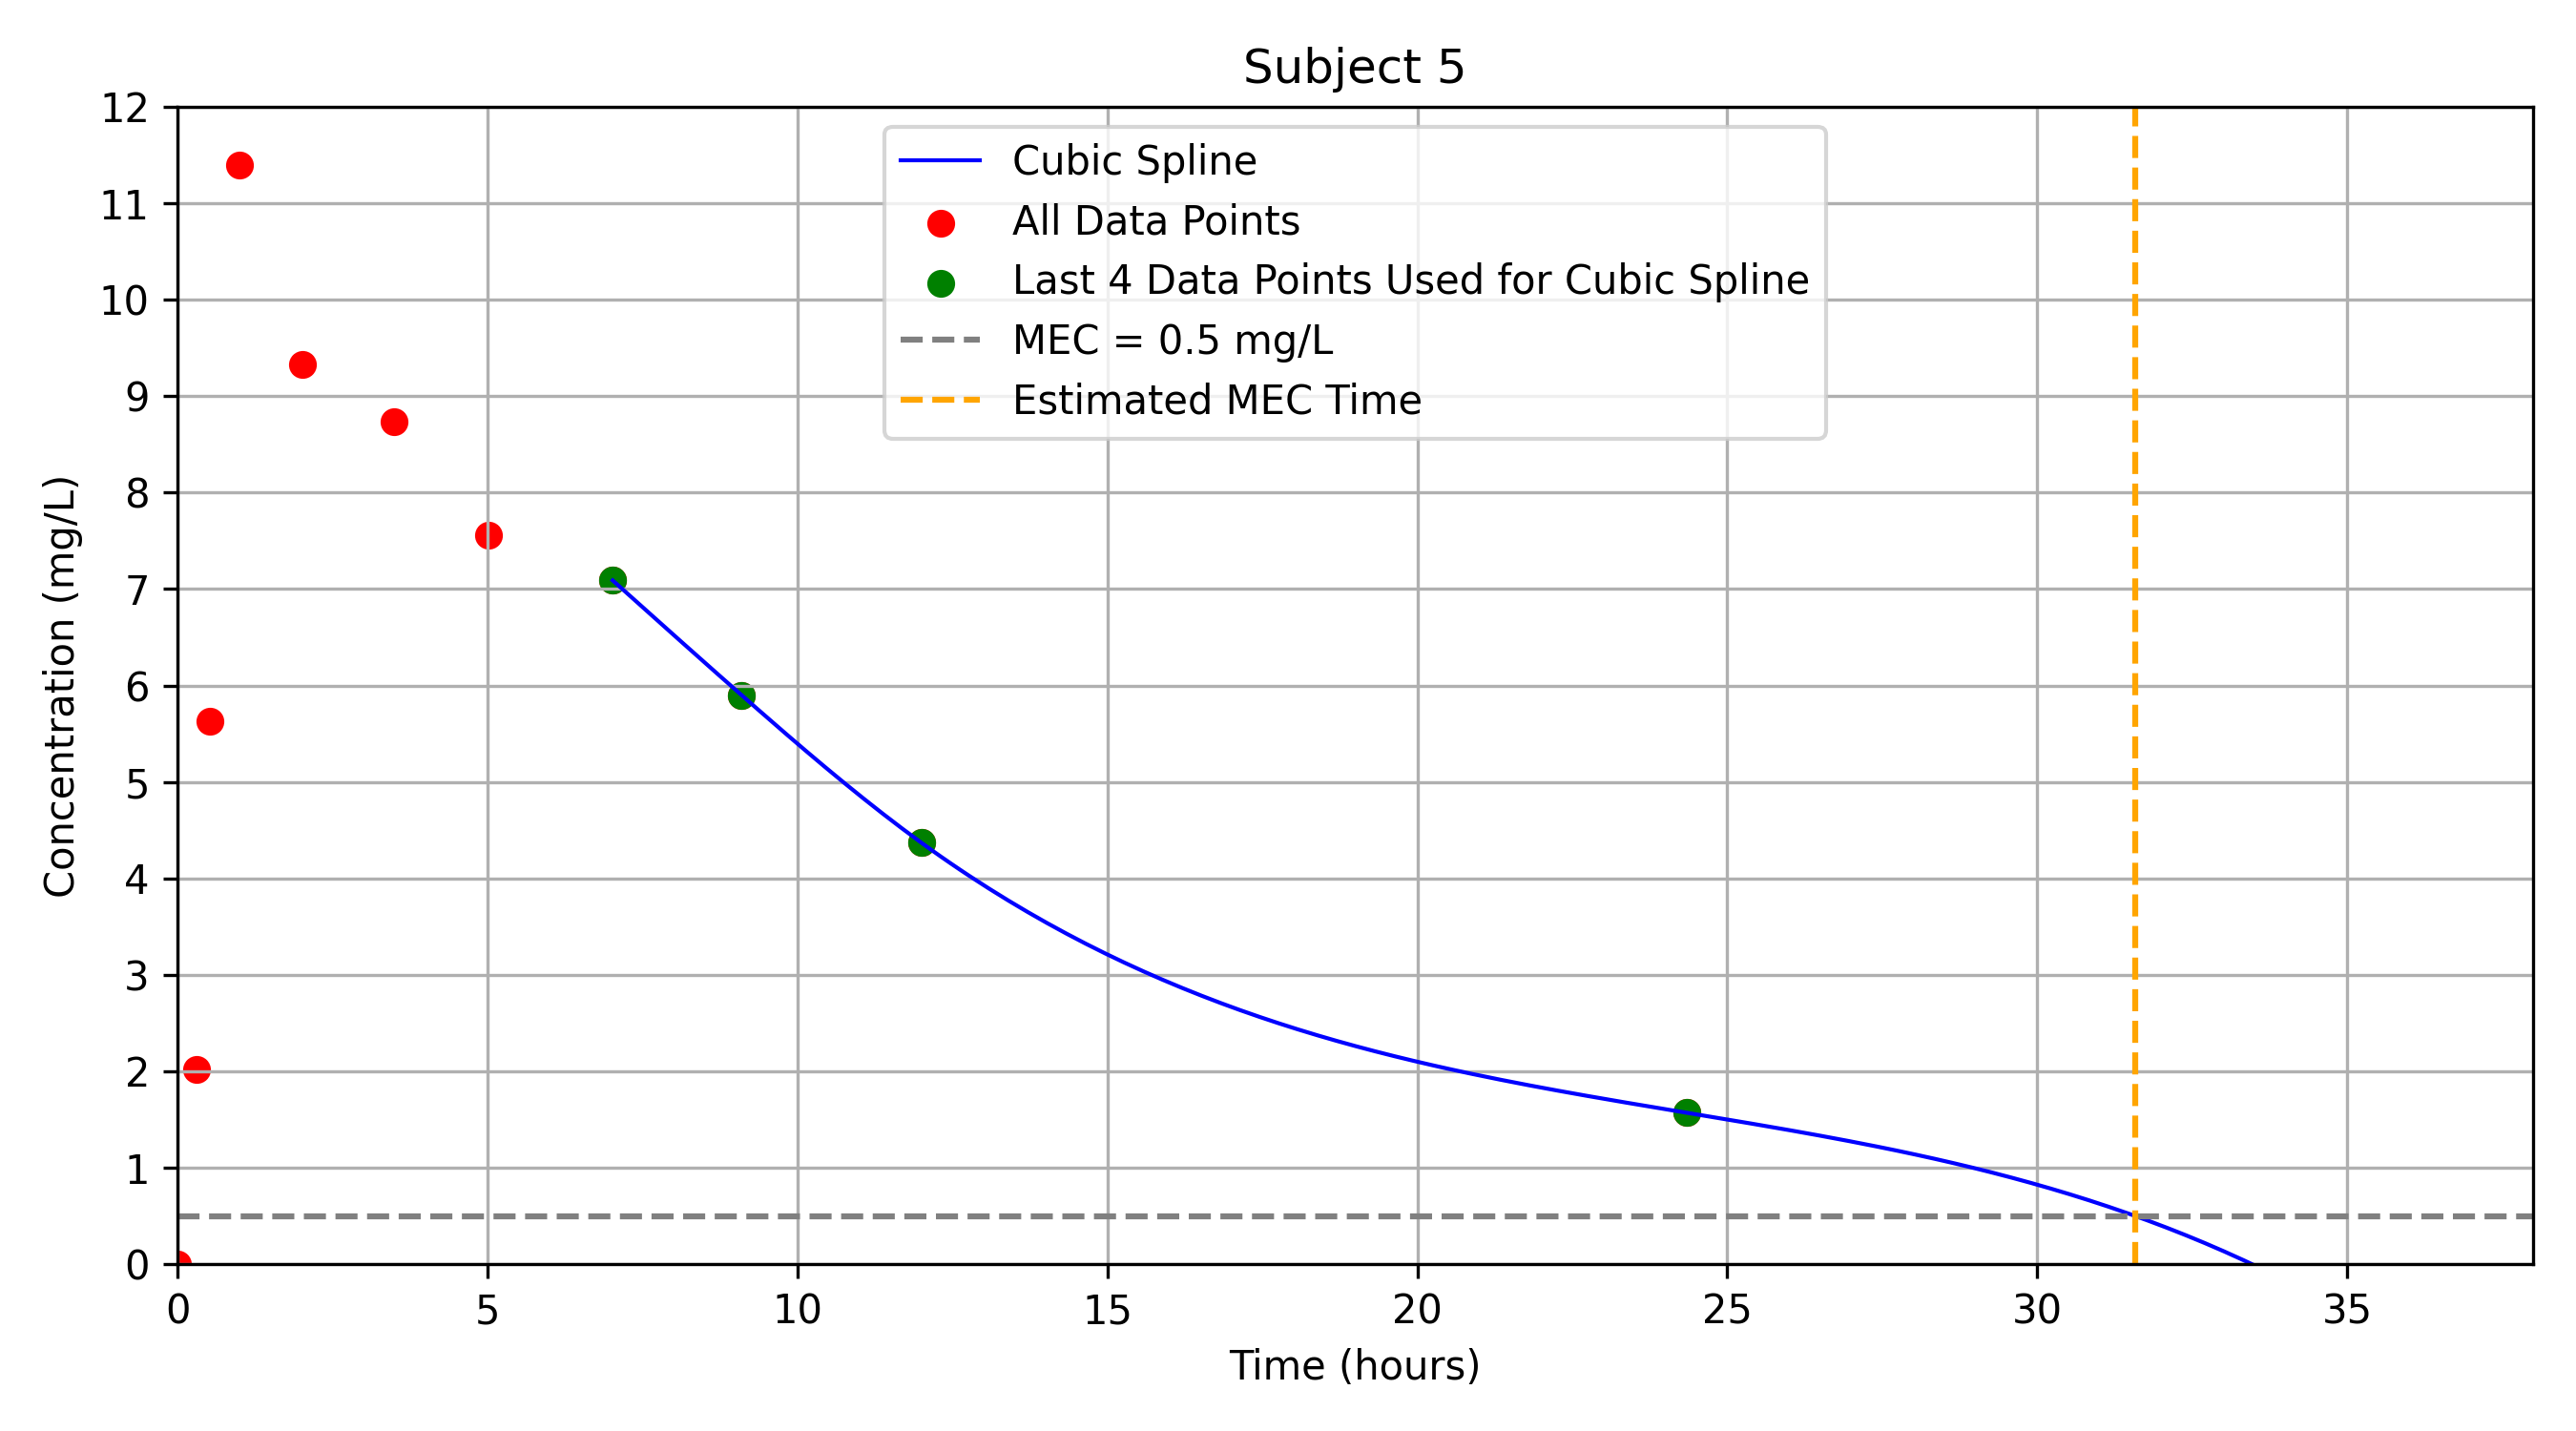 Subject 5
Cubic Spline
All Data Points
Last 4 Data Points Used for Cubic Spline
MEC = 0.5 mg/L
Estimated MEC Time
Concentration (mg/L)
12
11
10
9
8
7
6
5
4
3
2
1
0
0 5 10 15 20 25 30 35
Time (hours)